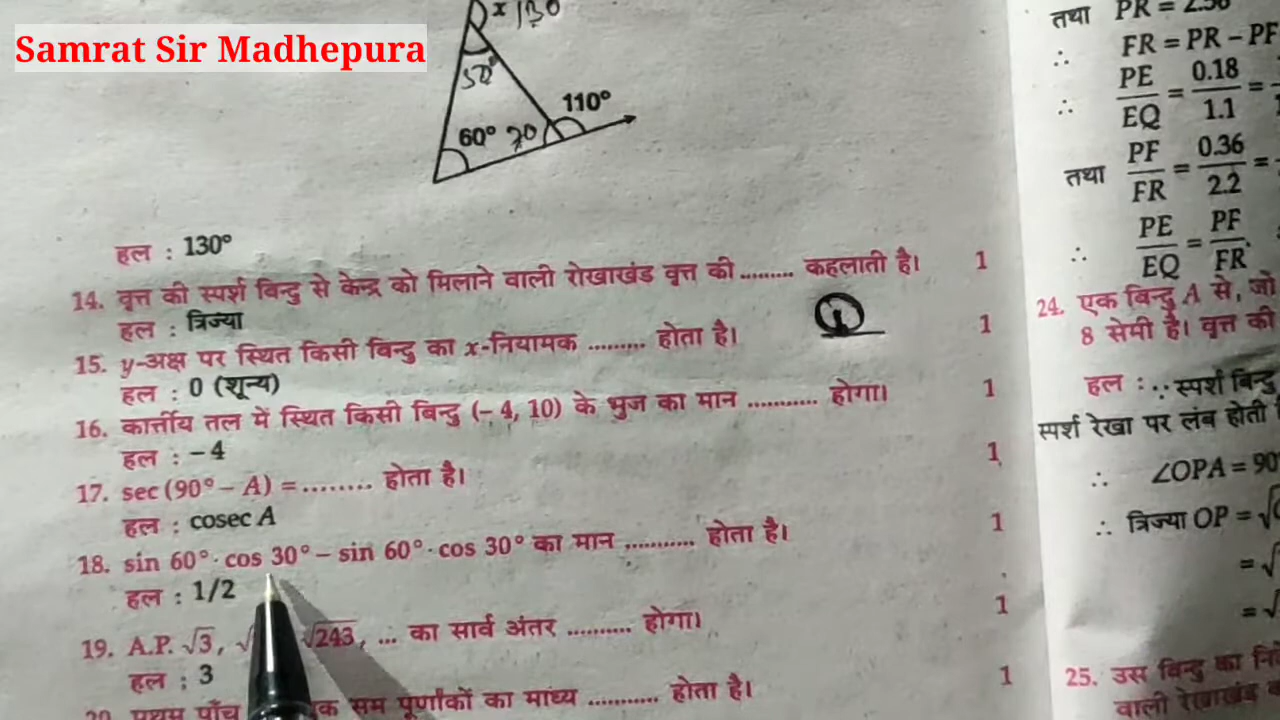 Samrat Sir Madhepura
x 130
50°
110°
60° 70
हल : 130°
14. वृत्त की स्पर्श बिन्दु से केन्द्र को मिलाने वाली रोखाखंड वृत्त की ......... कहलाती है। 1
हल : त्रिज्या
15. y-अक्ष पर स्थित किसी बिन्दु का x-नियामक ......... होता है। 1
हल : 0 (शून्य)
16. कार्त्तीय तल में स्थित किसी बिन्दु (– 4, 10) के भुज का मान ........... होगा। 1
हल : – 4
17. sec (90° – A) = ........ होता है। 1
हल : cosec A
18. sin 60° · cos 30° – sin 60° · cos 30° का मान ........... होता है। 1
हल : 1/2
19. A.P. √3, √243, ... का सार्व अंतर .......... होगा। 1
हल : 3
20. प्रथम पाँच सम पूर्णांकों का माध्य ........... होता है। 1
तथा PR = 2.56
∴ FR = PR – PF
∴ PE/EQ = 0.18/1.1 =
तथा PF/FR = 0.36/2.2 =
∴ PE/EQ = PF/FR
24. एक बिन्दु A से, जो
8 सेमी है। वृत्त की
हल : ∵ स्पर्श बिन्दु
स्पर्श रेखा पर लंब होती
∴ ∠OPA = 90°
∴ त्रिज्या OP = √
= √
= √
25. उस बिन्दु का
वाली रेखाखंड